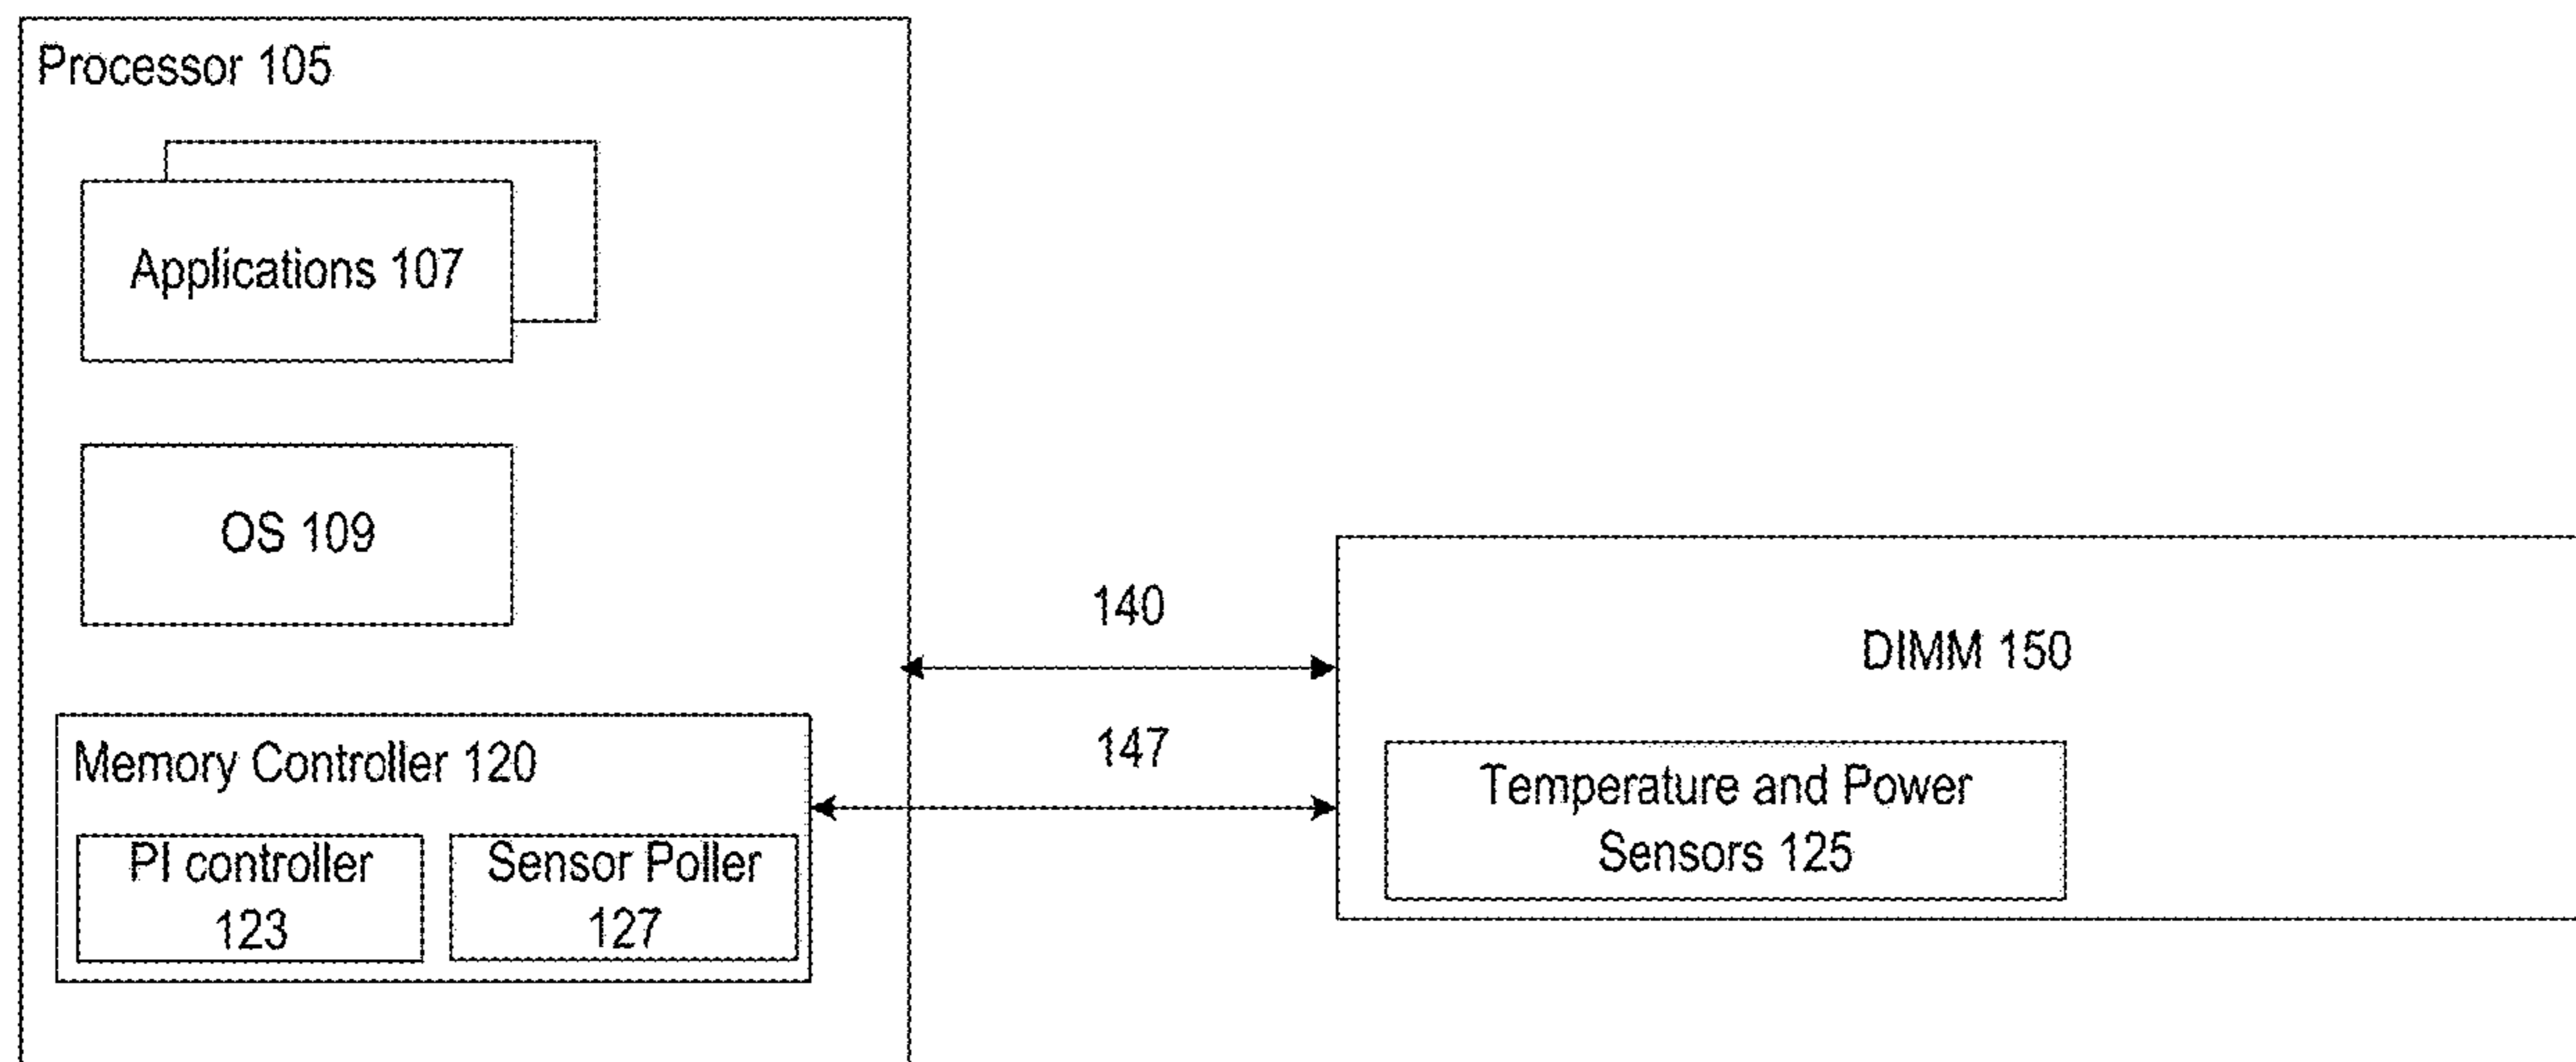 Processor 105
Applications 107
OS 109
140
DIMM 150
147
Memory Controller 120
Temperature and Power
Sensors 125
PI controller
123
Sensor Poller
127